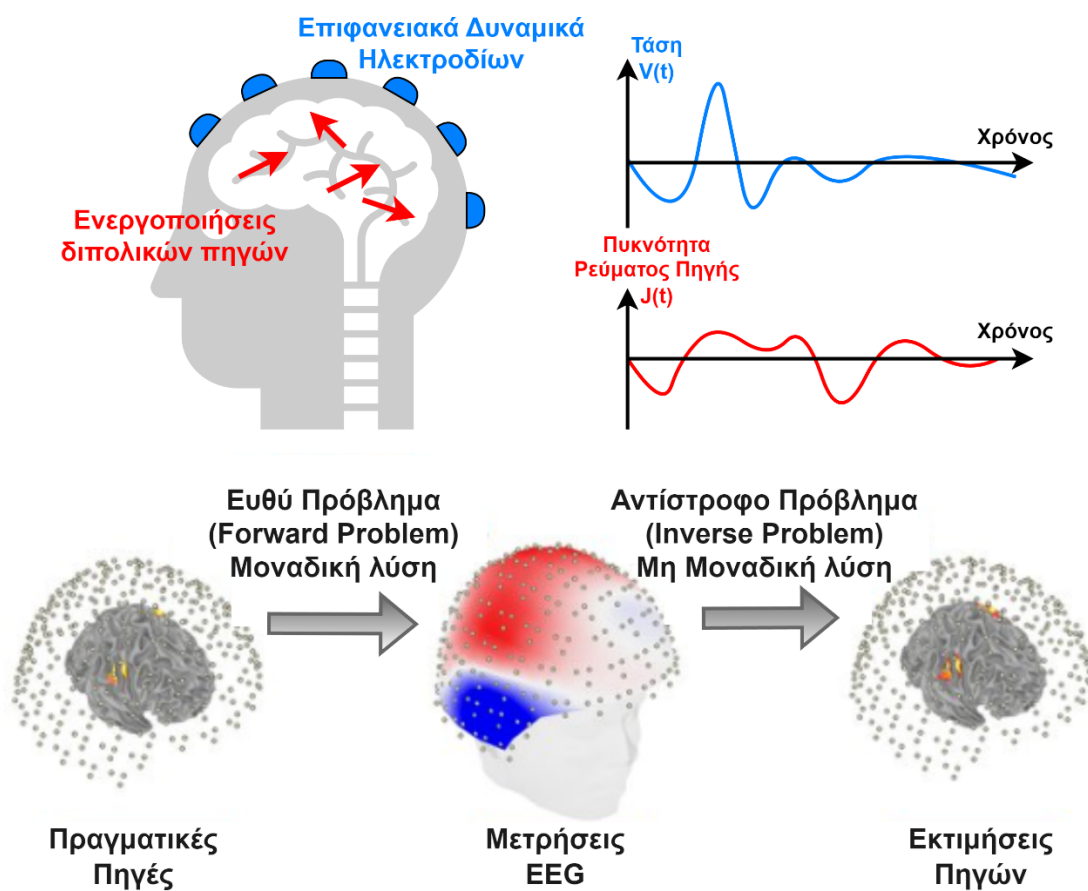 Επιφανειακά Δυναμικά
Ηλεκτροδίων
Ενεργοποιήσεις
διπολικών πηγών
Τάση
V(t)
Χρόνος
Πυκνότητα
Ρεύματος Πηγής
J(t)
Χρόνος
Ευθύ Πρόβλημα
(Forward Problem)
Μοναδική λύση
Αντίστροφο Πρόβλημα
(Inverse Problem)
Μη Μοναδική λύση
Πραγματικές
Πηγές
Μετρήσεις
EEG
Εκτιμήσεις
Πηγών